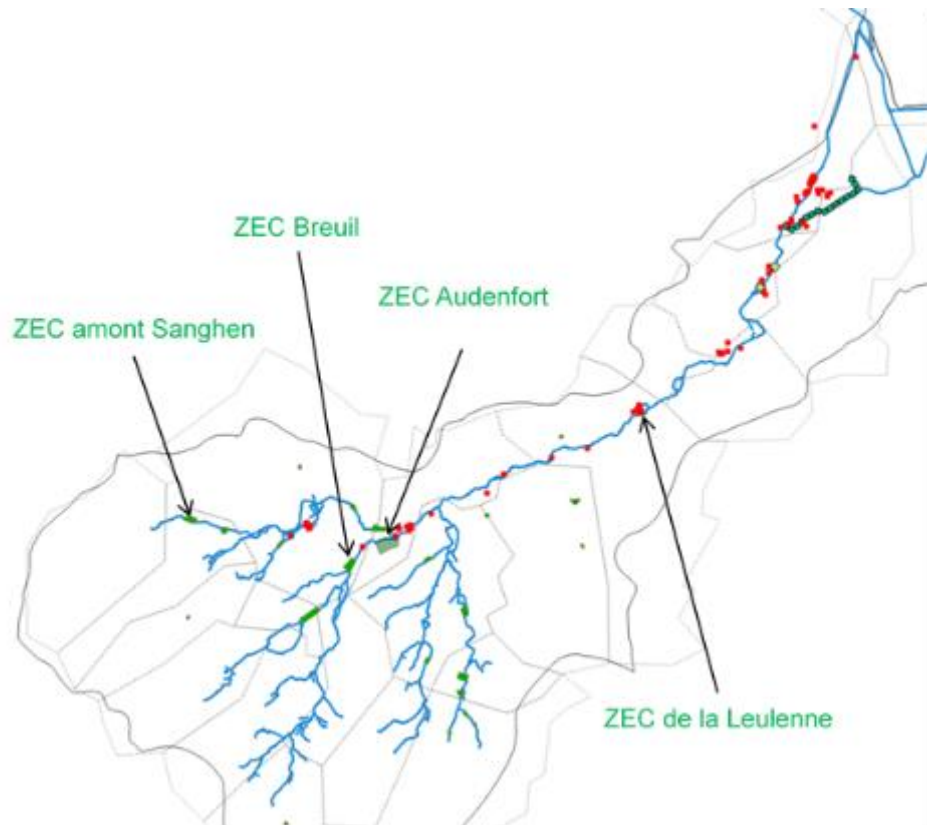 ZEC Breuil
ZEC Audenfort
ZEC amont Sanghen
ZEC de la Leulenne